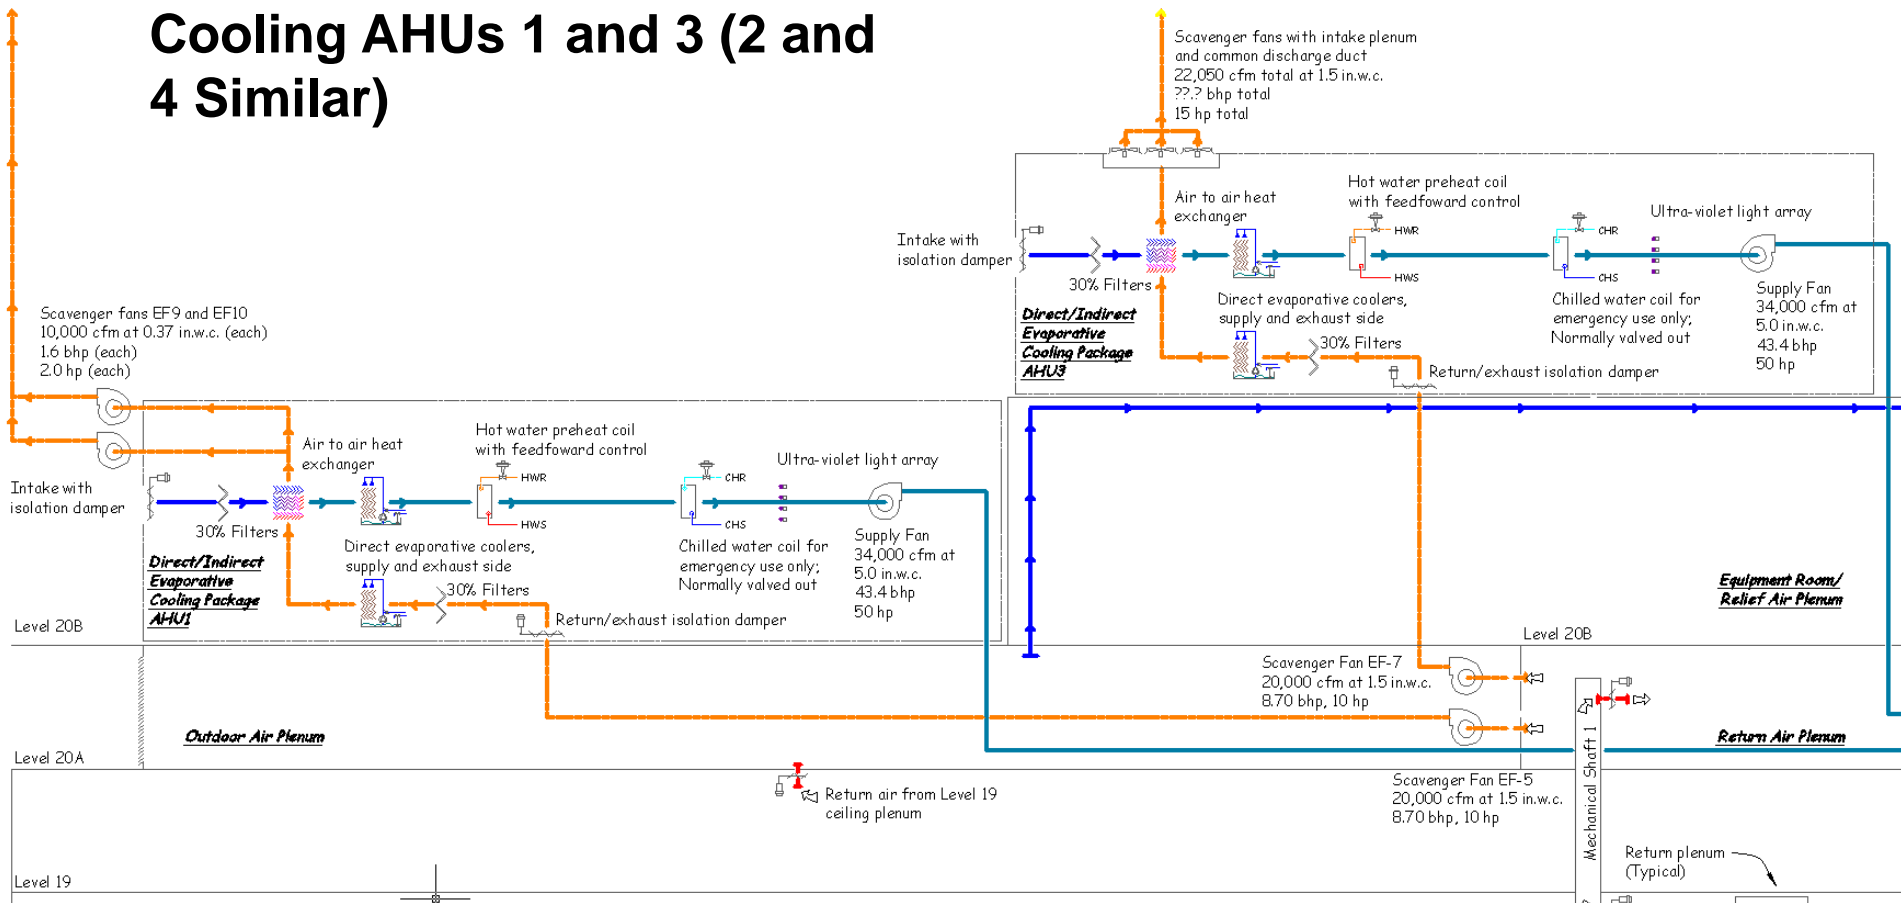 Cooling AHUs 1 and 3 (2 and
4 Similar)
Scavenger fans with intake plenum
and common discharge duct
22,050 cfm total at 1.5 in.w.c.
??.? bhp total
15 hp total
Intake with
isolation damper
30% Filters
Air to air heat
exchanger
Hot water preheat coil
with feedfoward control
HWR
HWS
CHR
CHS
Ultra-violet light array
Direct/Indirect
Evaporative
Cooling Package
AHU3
Direct evaporative coolers,
supply and exhaust side
30% Filters
Return/exhaust isolation damper
Chilled water coil for
emergency use only;
Normally valved out
Supply Fan
34,000 cfm at
5.0 in.w.c.
43.4 bhp
50 hp
Scavenger fans EF9 and EF10
10,000 cfm at 0.37 in.w.c. (each)
1.6 bhp (each)
2.0 hp (each)
Intake with
isolation damper
30% Filters
Air to air heat
exchanger
Hot water preheat coil
with feedfoward control
HWR
HWS
CHR
CHS
Ultra-violet light array
Direct/Indirect
Evaporative
Cooling Package
AHU1
Direct evaporative coolers,
supply and exhaust side
30% Filters
Return/exhaust isolation damper
Chilled water coil for
emergency use only;
Normally valved out
Supply Fan
34,000 cfm at
5.0 in.w.c.
43.4 bhp
50 hp
Equipment Room/
Relief Air Plenum
Level 20B
Level 20B
Scavenger Fan EF-7
20,000 cfm at 1.5 in.w.c.
8.70 bhp, 10 hp
Outdoor Air Plenum
Return Air Plenum
Level 20A
Mechanical Shaft 1
Return air from Level 19
ceiling plenum
Scavenger Fan EF-5
20,000 cfm at 1.5 in.w.c.
8.70 bhp, 10 hp
Return plenum
(Typical)
Level 19